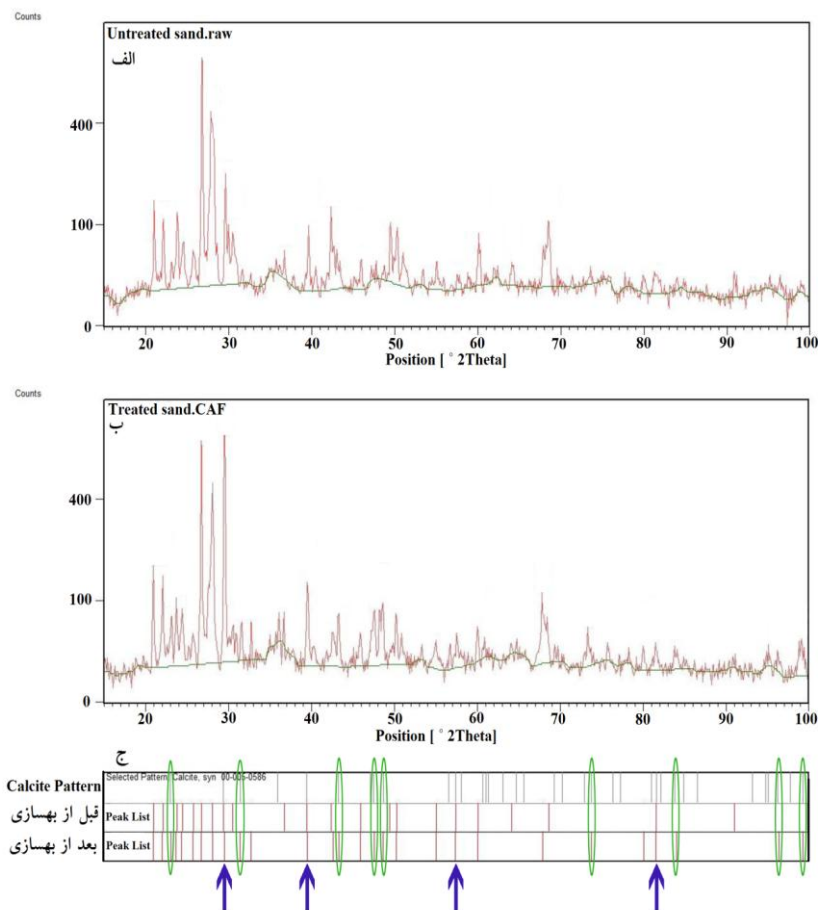 Counts
Untreated sand.raw
الف
400
100
0
20 30 40 50 60 70 80 90 100
Position [ ° 2Theta]
Counts
Treated sand.CAF
ب
400
100
0
20 30 40 50 60 70 80 90 100
Position [ ° 2Theta]
ج
Selected Pattern: Calcite, syn 00-005-0586
Calcite Pattern
قبل از بهسازی Peak List
بعد از بهسازی Peak List